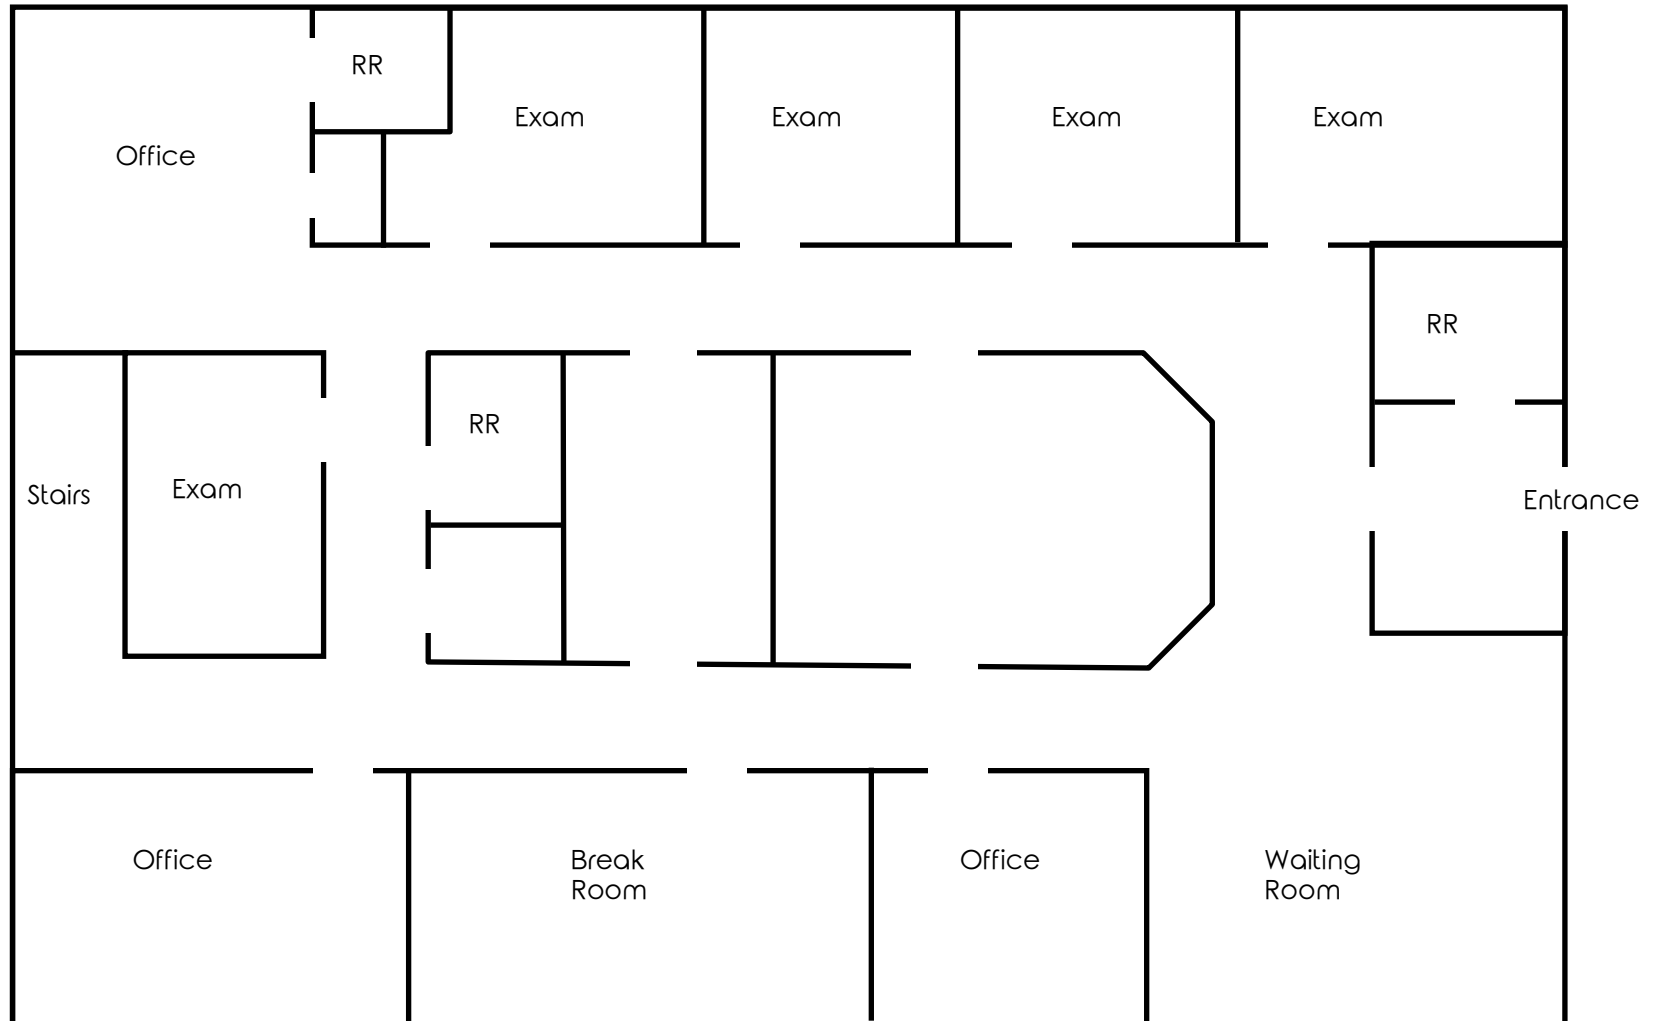 RR
Exam
Exam
Exam
Exam
Office
RR
RR
Stairs
Exam
Entrance
Office
Break
Room
Office
Waiting
Room